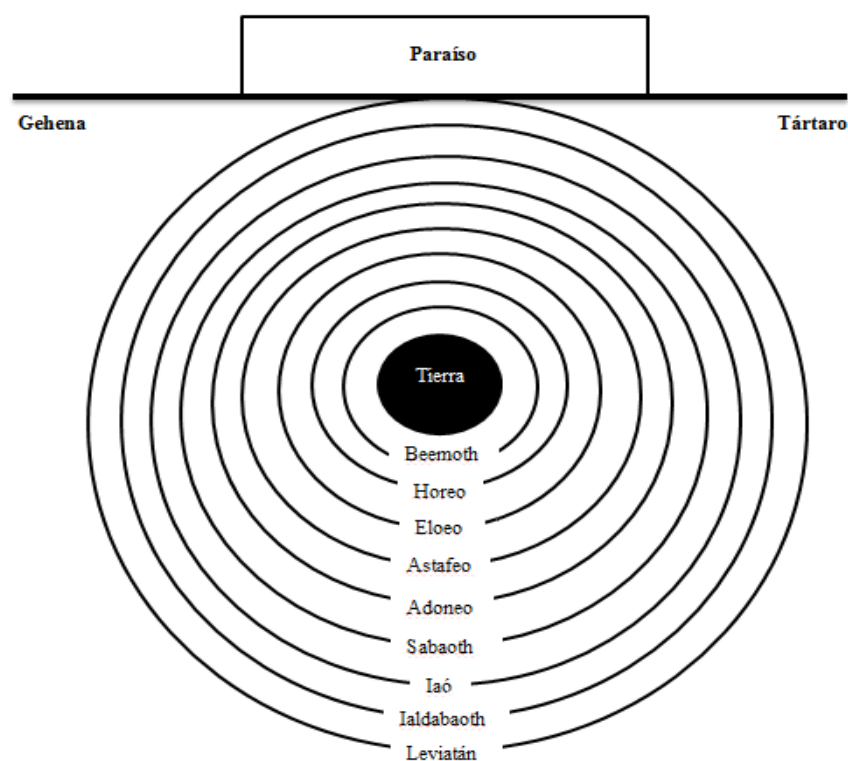 Paraíso
Gehena
Tártaro
Tierra
Beemoth
Horeo
Eloeo
Astafeo
Adoneo
Sabaoth
Iaó
Ialdabaoth
Leviatán